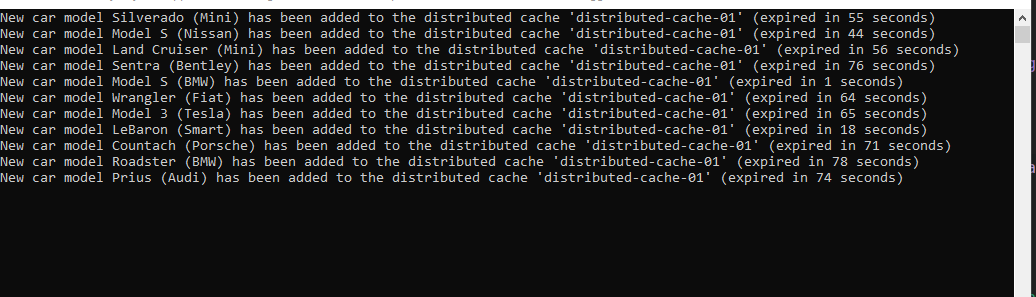 New car model Silverado (Mini) has been added to the distributed cache 'distributed-cache-01' (expired in 55 seconds)
New car model Model S (Nissan) has been added to the distributed cache 'distributed-cache-01' (expired in 44 seconds)
New car model Land Cruiser (Mini) has been added to the distributed cache 'distributed-cache-01' (expired in 56 seconds)
New car model Sentra (Bentley) has been added to the distributed cache 'distributed-cache-01' (expired in 76 seconds)
New car model Model S (BMW) has been added to the distributed cache 'distributed-cache-01' (expired in 1 seconds)
New car model Wrangler (Fiat) has been added to the distributed cache 'distributed-cache-01' (expired in 64 seconds)
New car model Model 3 (Tesla) has been added to the distributed cache 'distributed-cache-01' (expired in 65 seconds)
New car model LeBaron (Smart) has been added to the distributed cache 'distributed-cache-01' (expired in 18 seconds)
New car model Countach (Porsche) has been added to the distributed cache 'distributed-cache-01' (expired in 71 seconds)
New car model Roadster (BMW) has been added to the distributed cache 'distributed-cache-01' (expired in 78 seconds)
New car model Prius (Audi) has been added to the distributed cache 'distributed-cache-01' (expired in 74 seconds)